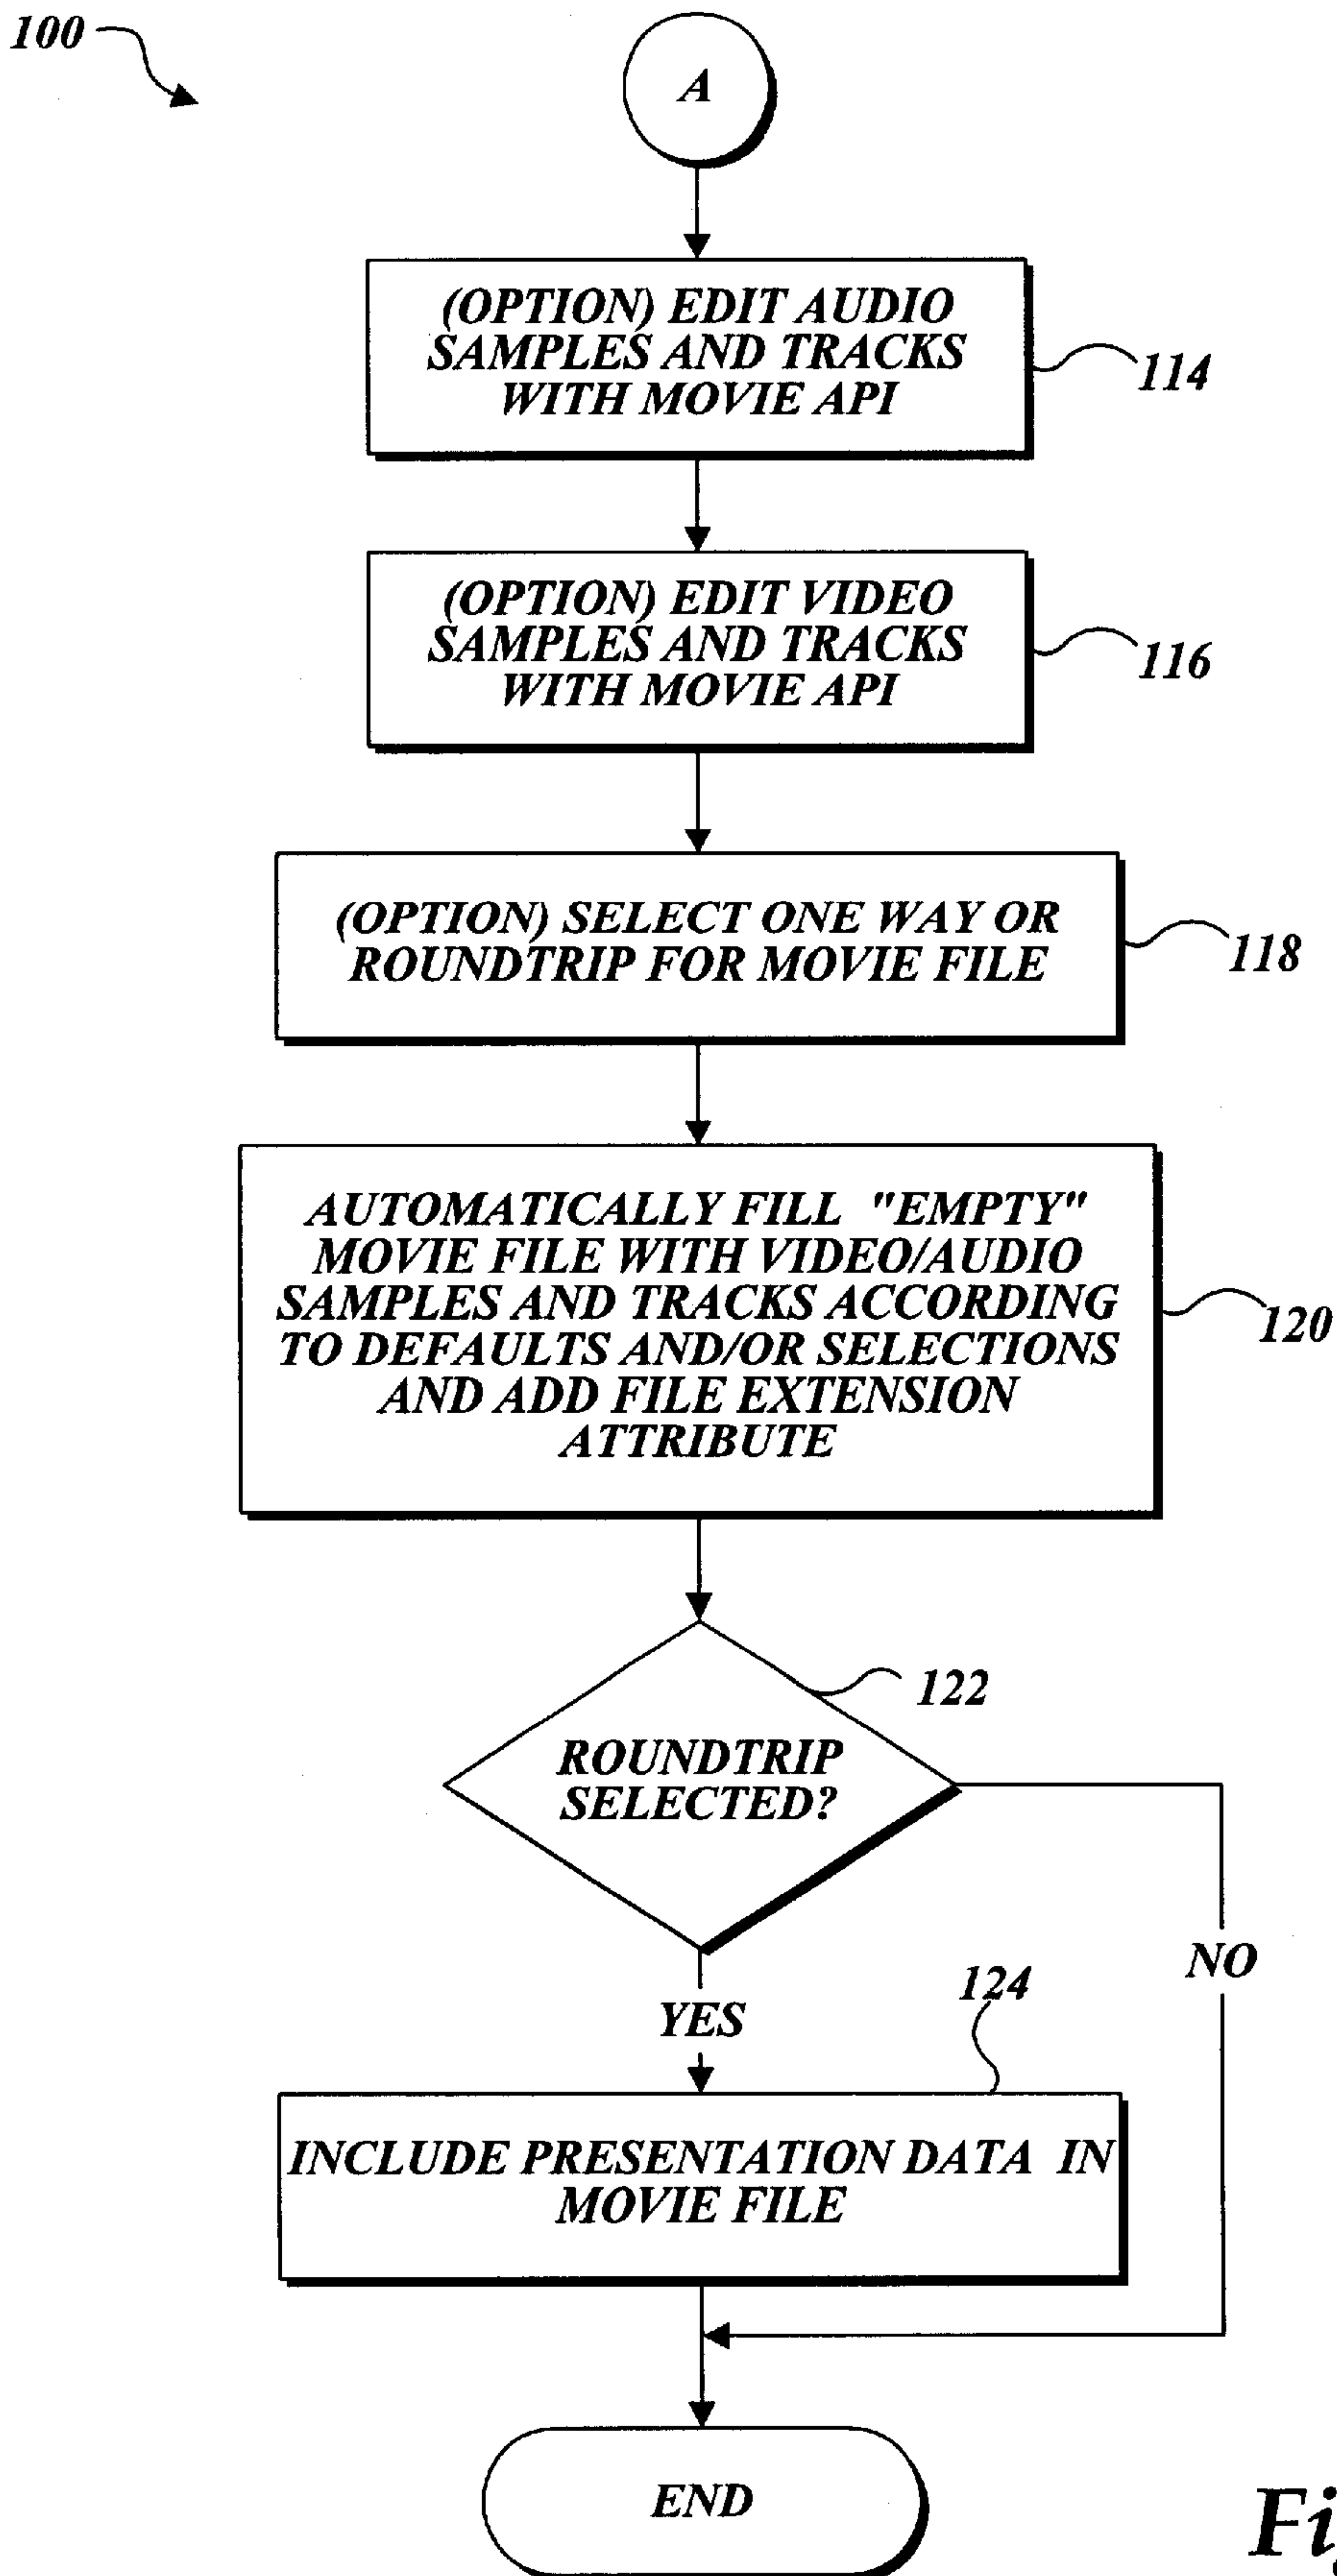 100
A
(OPTION) EDIT AUDIO
SAMPLES AND TRACKS
WITH MOVIE API
114
(OPTION) EDIT VIDEO
SAMPLES AND TRACKS
WITH MOVIE API
116
(OPTION) SELECT ONE WAY OR
ROUNDTRIP FOR MOVIE FILE
118
AUTOMATICALLY FILL "EMPTY"
MOVIE FILE WITH VIDEO/AUDIO
SAMPLES AND TRACKS ACCORDING
TO DEFAULTS AND/OR SELECTIONS
AND ADD FILE EXTENSION
ATTRIBUTE
120
122
ROUNDTRIP
SELECTED?
NO
YES
124
INCLUDE PRESENTATION DATA IN
MOVIE FILE
END